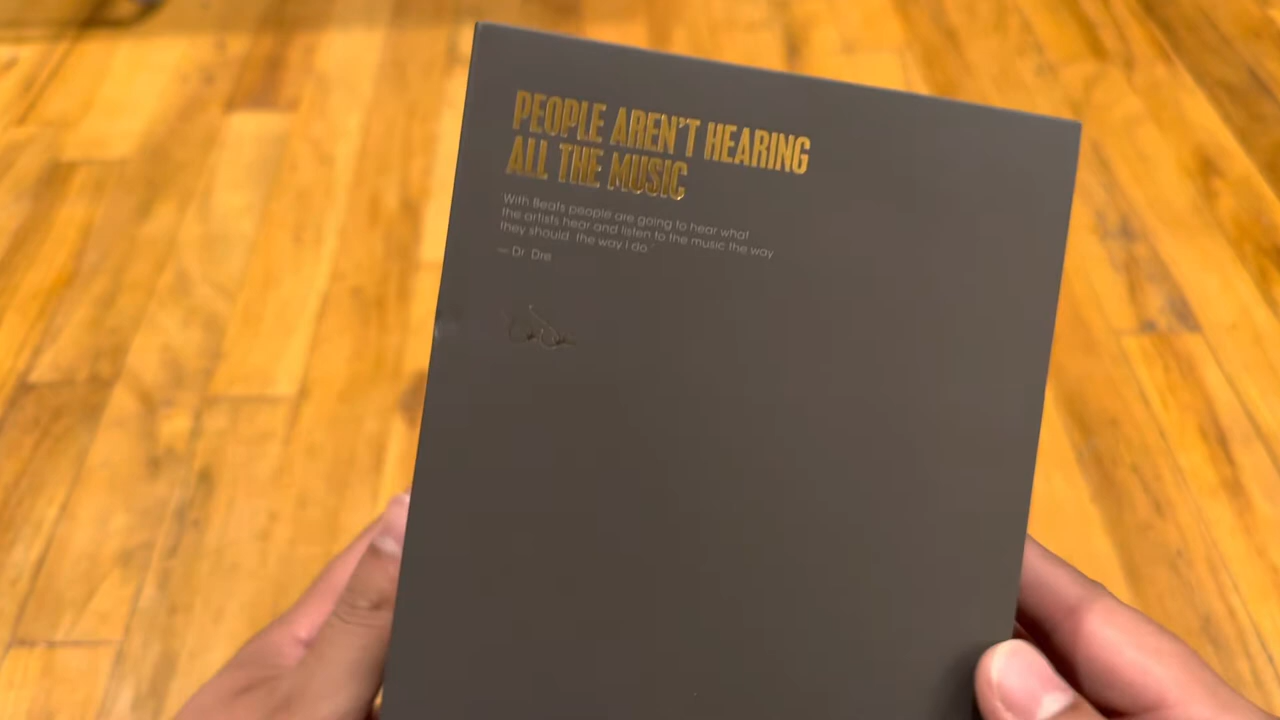 PEOPLE AREN'T HEARING
ALL THE MUSIC
With Beats people are going to hear what
the artists hear and listen to the music the way
they should the way I do
— Dr. Dre